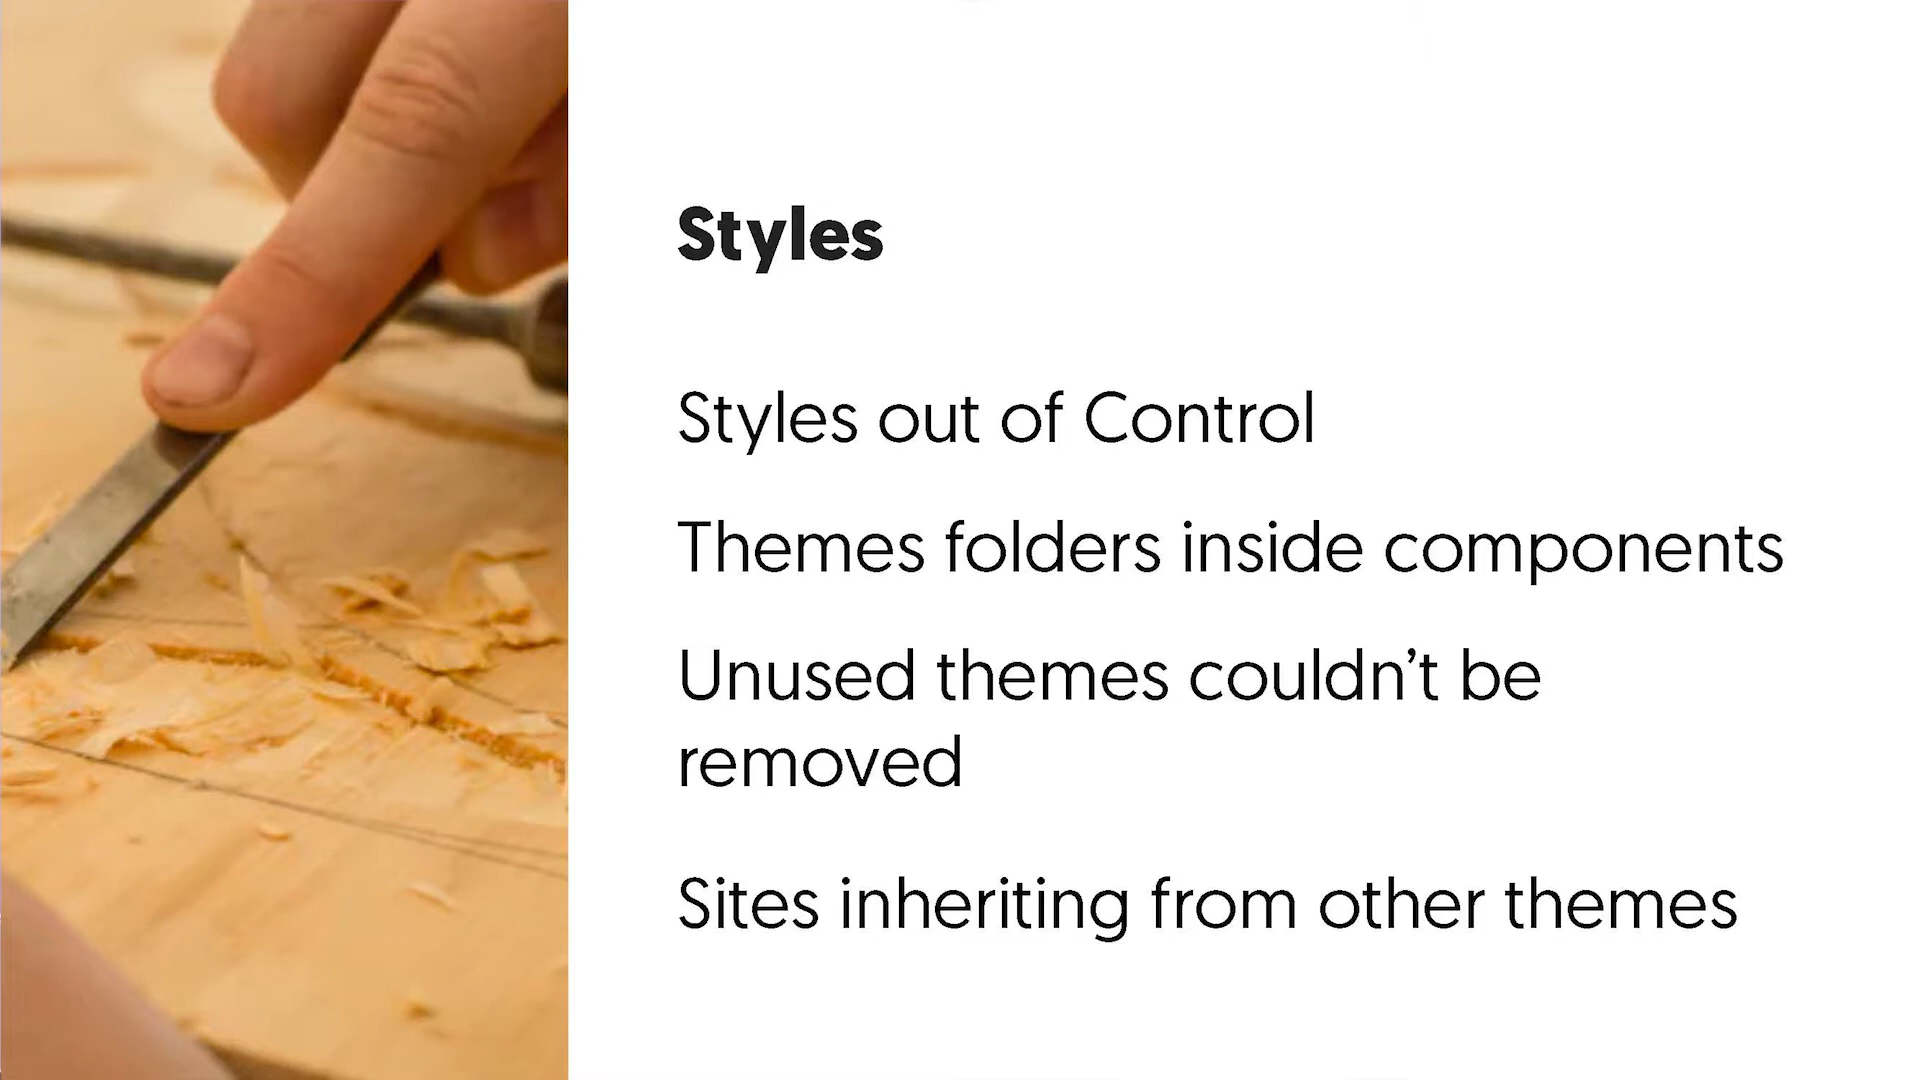 Styles
Styles out of Control
Themes folders inside components
Unused themes couldn’t be
removed
Sites inheriting from other themes